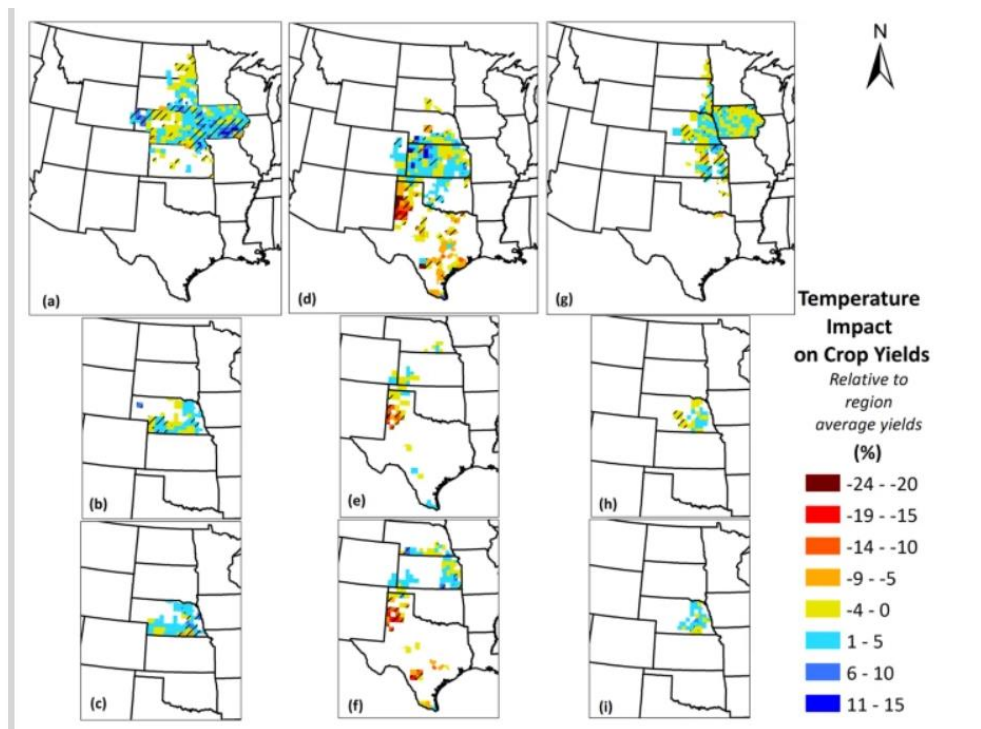 N
(a)
(d)
(g)
(b)
(e)
(h)
(c)
(f)
(i)
Temperature
Impact
on Crop Yields
Relative to
region
average yields
(%)
-24 - -20
-19 - -15
-14 - -10
-9 - -5
-4 - 0
1 - 5
6 - 10
11 - 15